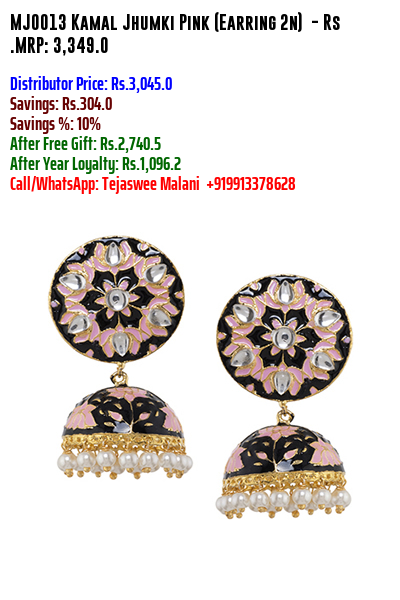 MJ0013 Kamal Jhumki Pink (Earring 2n) - Rs
.MRP: 3,349.0
Distributor Price: Rs.3,045.0
Savings: Rs.304.0
Savings %: 10%
After Free Gift: Rs.2,740.5
After Year Loyalty: Rs.1,096.2
Call/WhatsApp: Tejaswee Malani +919913378628